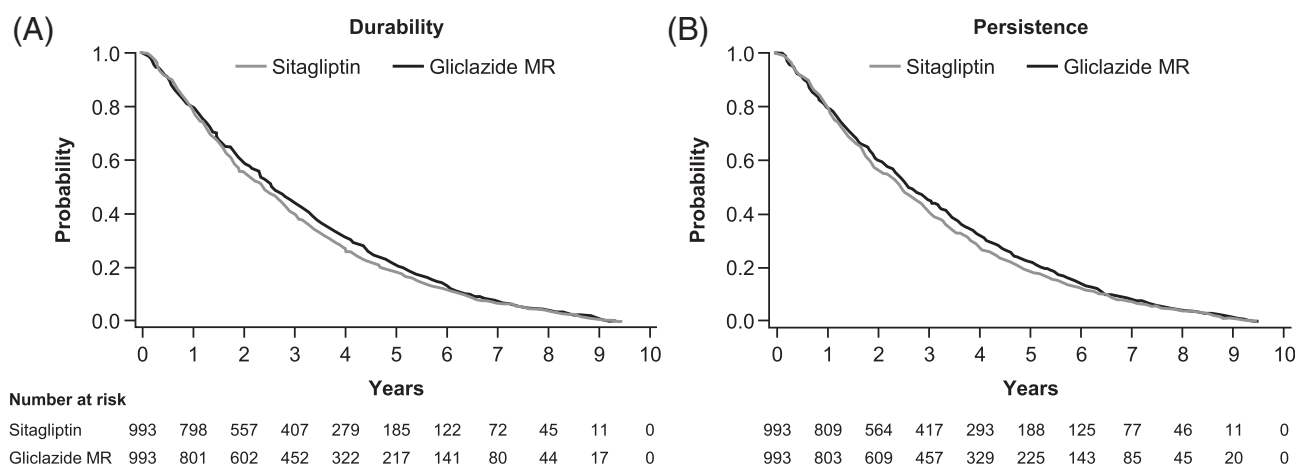 (A) Durability
Sitagliptin Gliclazide MR
Probability
1.0
0.8
0.6
0.4
0.2
0.0
0 1 2 3 4 5 6 7 8 9 10
Years
(B) Persistence
Sitagliptin Gliclazide MR
Probability
1.0
0.8
0.6
0.4
0.2
0.0
0 1 2 3 4 5 6 7 8 9 10
Years
Number at risk
Sitagliptin 993 798 557 407 279 185 122 72 45 11 0 993 809 564 417 293 188 125 77 46 11 0
Gliclazide MR 993 801 602 452 322 217 141 80 44 17 0 993 803 609 457 329 225 143 85 45 20 0